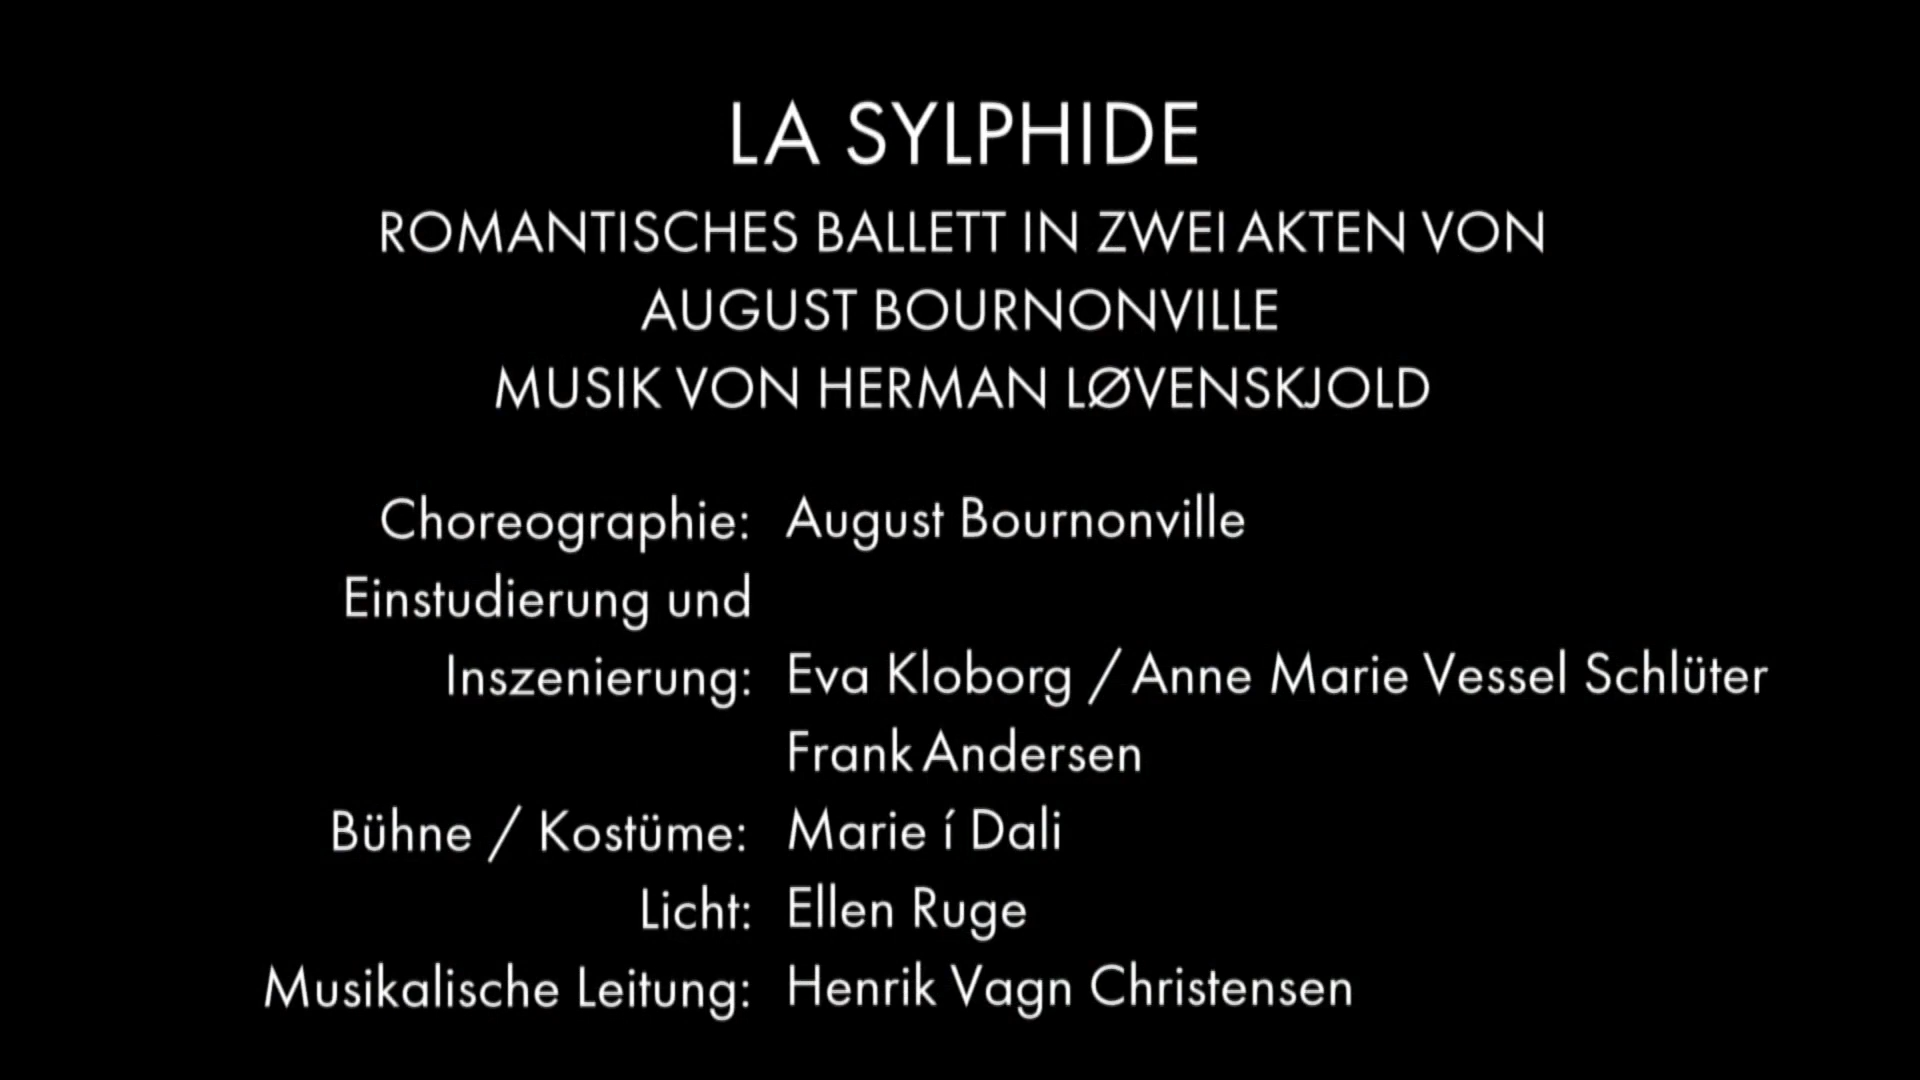 LA SYLPHIDE
ROMANTISCHES BALLETT IN ZWEI AKTEN VON
AUGUST BOURNONVILLE
MUSIK VON HERMAN LØVENSKJOLD
Choreographie: August Bournonville
Einstudierung und
Inszenierung: Eva Kloborg / Anne Marie Vessel Schlüter
Frank Andersen
Bühne / Kostüme: Marie í Dali
Licht: Ellen Ruge
Musikalische Leitung: Henrik Vagn Christensen